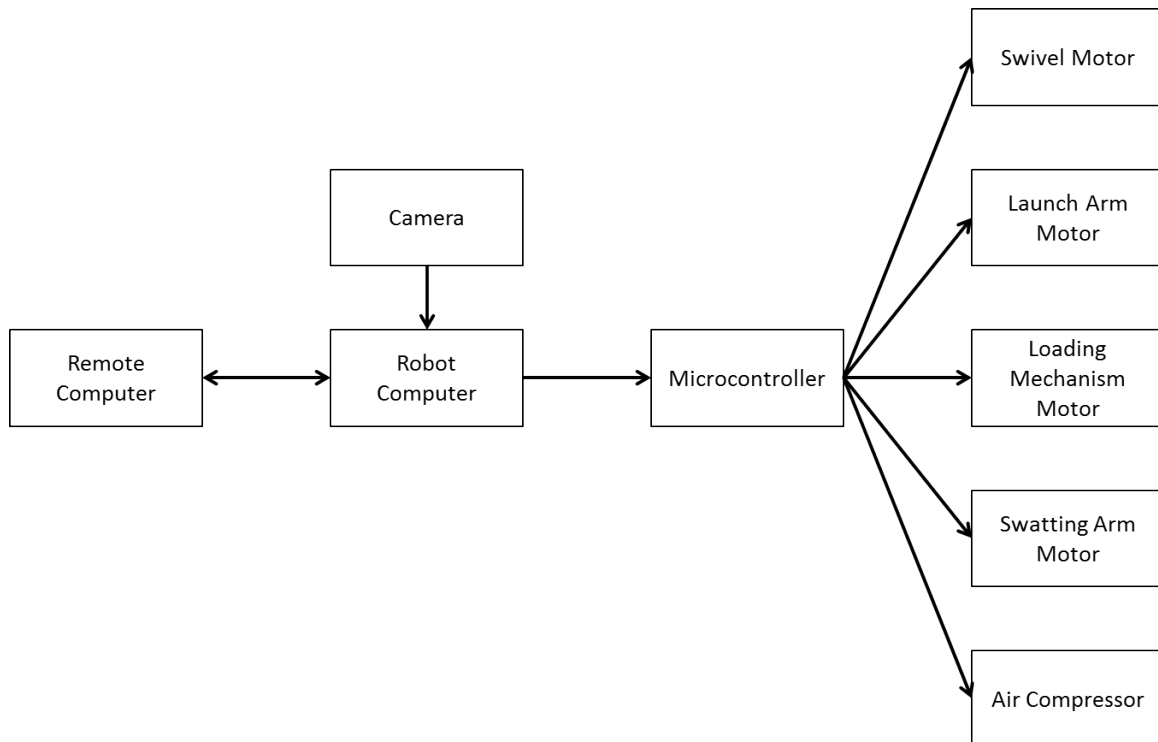 Swivel Motor
Camera
Launch Arm
Motor
Remote
Computer
Robot
Computer
Microcontroller
Loading
Mechanism
Motor
Swatting Arm
Motor
Air Compressor